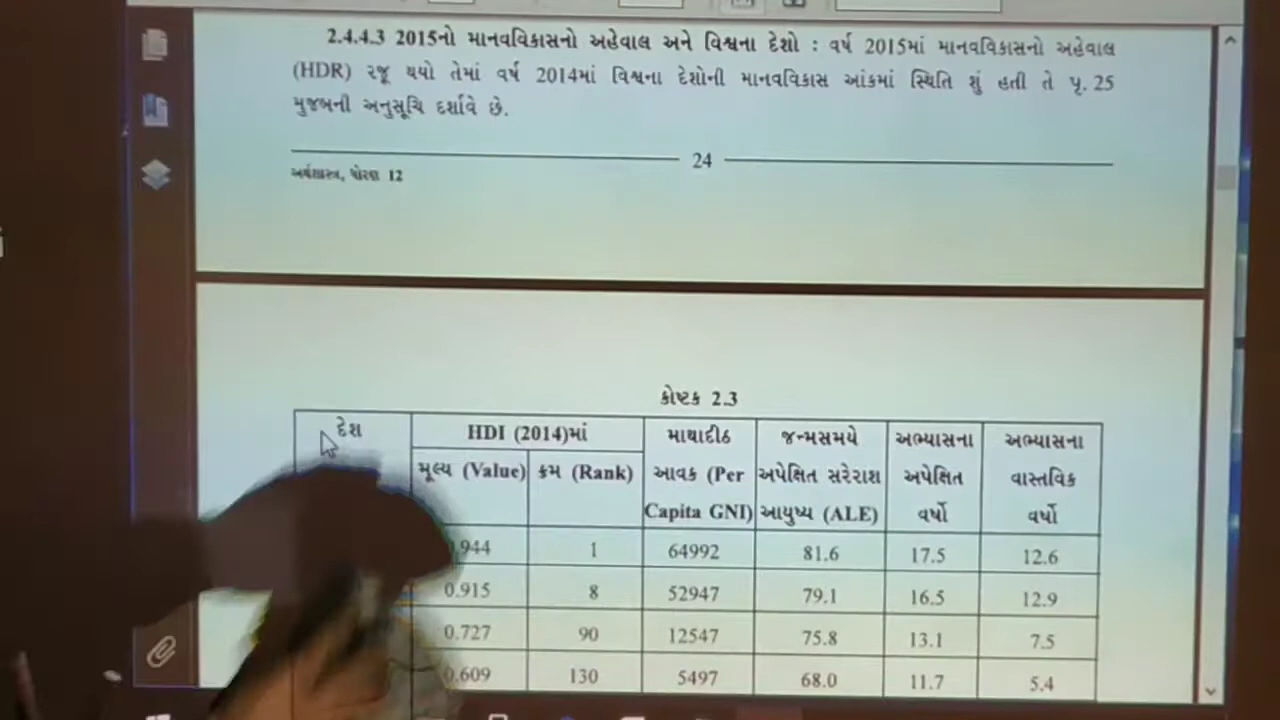 2.4.4.3 2015નો માનવવિકાસનો અહેવાલ અને વિશ્વના દેશો : વર્ષ 2015માં માનવવિકાસનો અહેવાલ
(HDR) રજૂ થયો તેમાં વર્ષ 2014માં વિશ્વના દેશોની માનવવિકાસ આંકમાં સ્થિતિ શું હતી તે પૃ. 25
મુજબની અનુસૂચિ દર્શાવે છે.
24
અર્થશાસ્ત્ર, ધોરણ 12
કોષ્ટક 2.3
દેશ HDI (2014)માં માથાદીઠ જન્મસમયે અભ્યાસના અભ્યાસના
મૂલ્ય (Value) ક્રમ (Rank) આવક (Per અપેક્ષિત સરેરાશ અપેક્ષિત વાસ્તવિક
Capita GNI) આયુષ્ય (ALE) વર્ષો વર્ષો
.944 1 64992 81.6 17.5 12.6
0.915 8 52947 79.1 16.5 12.9
0.727 90 12547 75.8 13.1 7.5
0.609 130 5497 68.0 11.7 5.4